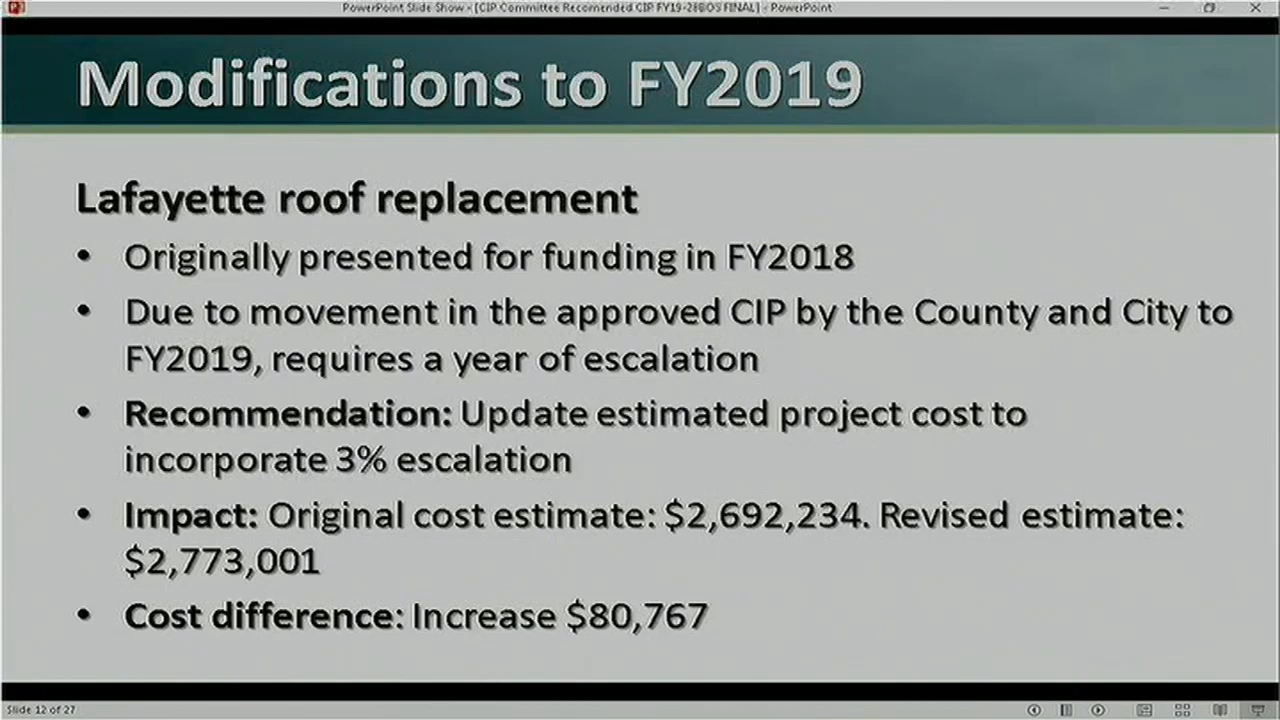 PowerPoint Slide Show - [CIP Committee Recomended CIP FY19-28BOS FINAL] - PowerPoint
Modifications to FY2019
Lafayette roof replacement
• Originally presented for funding in FY2018
• Due to movement in the approved CIP by the County and City to
FY2019, requires a year of escalation
• Recommendation: Update estimated project cost to
incorporate 3% escalation
• Impact: Original cost estimate: $2,692,234. Revised estimate:
$2,773,001
• Cost difference: Increase $80,767
Slide 12 of 27